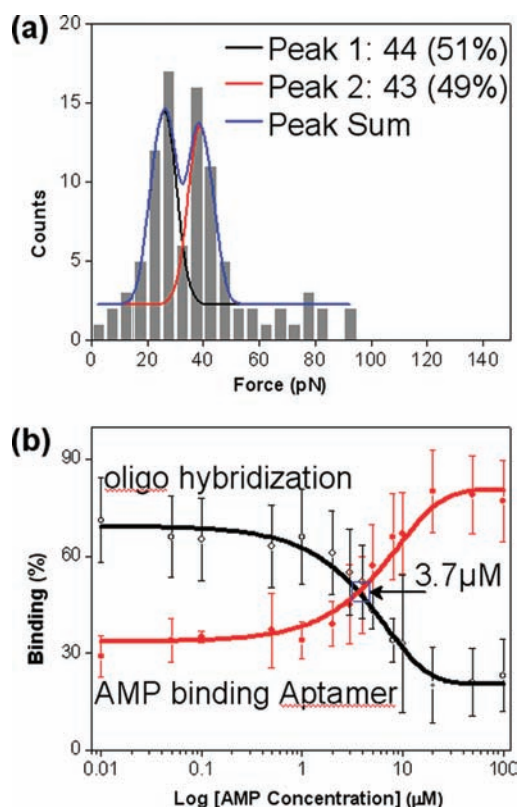 (a)
20
15
10
5
0
Counts
Peak 1: 44 (51%)
Peak 2: 43 (49%)
Peak Sum
0 20 40 60 80 100 120 140
Force (pN)
(b)
90
60
30
0
Binding (%)
oligo hybridization
3.7µM
AMP binding Aptamer
0.01 0.1 1 10 100
Log [AMP Concentration] (µM)